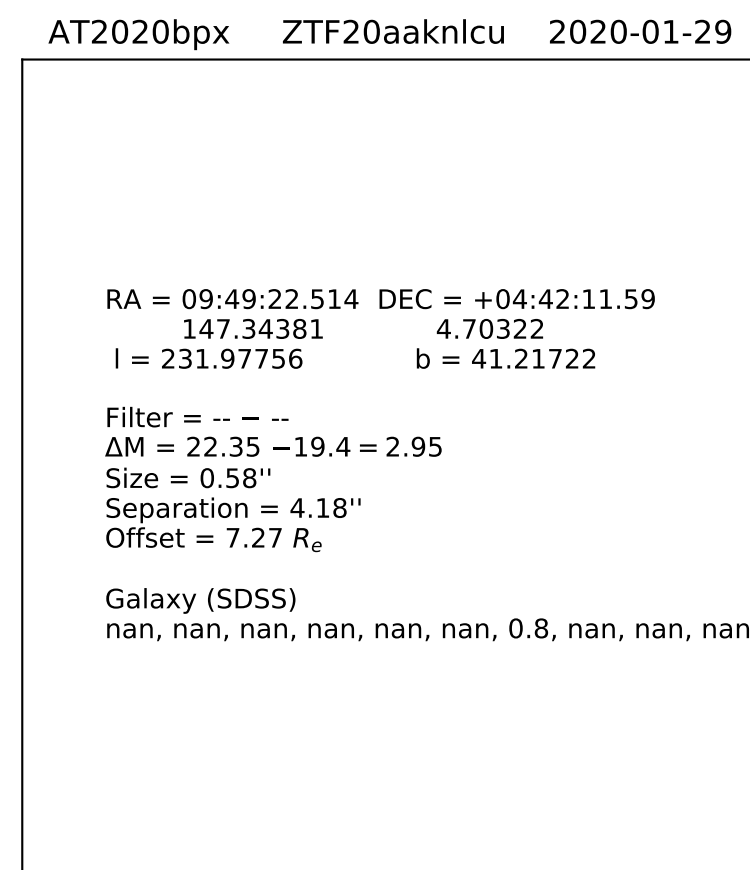 AT2020bpx ZTF20aaknlcu 2020-01-29
RA = 09:49:22.514 DEC = +04:42:11.59
147.34381 4.70322
l = 231.97756 b = 41.21722
Filter = -- − --
ΔM = 22.35 −19.4 = 2.95
Size = 0.58''
Separation = 4.18''
Offset = 7.27 Rₑ
Galaxy (SDSS)
nan, nan, nan, nan, nan, nan, 0.8, nan, nan, nan